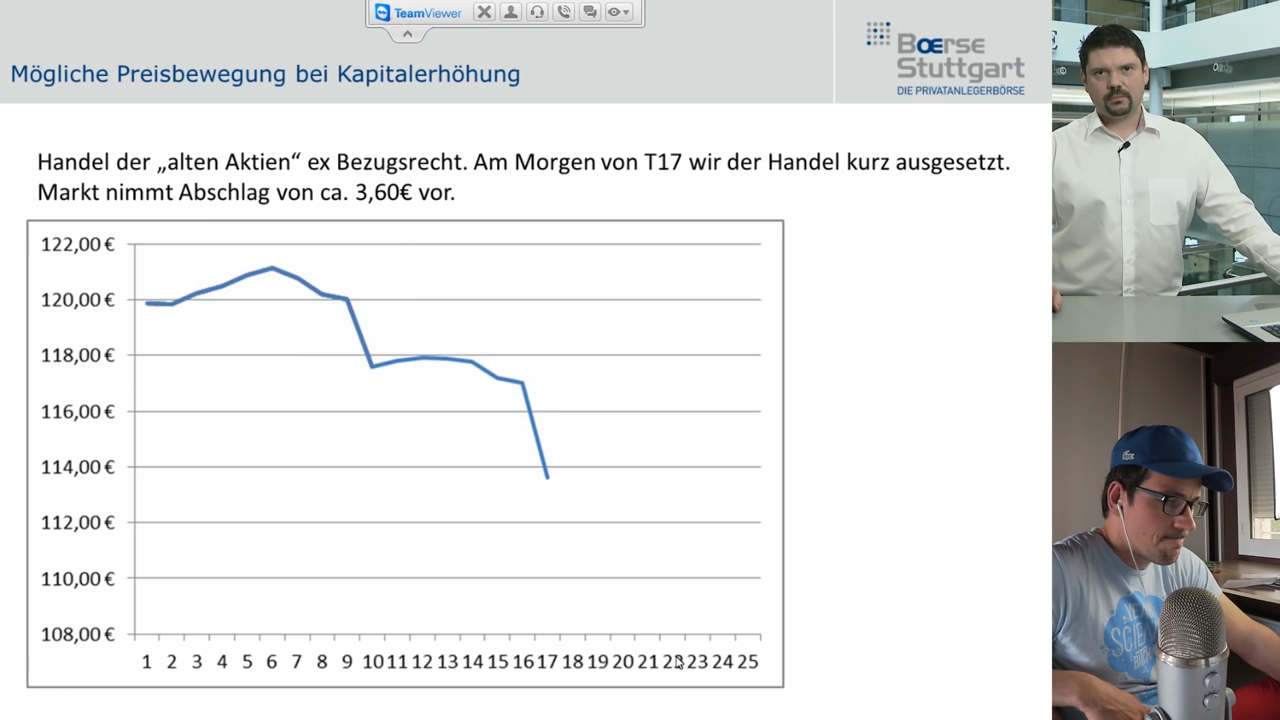 TeamViewer
Mögliche Preisbewegung bei Kapitalerhöhung
Bœrse
Stuttgart
DIE PRIVATANLEGERBÖRSE
Handel der „alten Aktien“ ex Bezugsrecht. Am Morgen von T17 wir der Handel kurz ausgesetzt.
Markt nimmt Abschlag von ca. 3,60€ vor.
122,00 €
120,00 €
118,00 €
116,00 €
114,00 €
112,00 €
110,00 €
108,00 €
1 2 3 4 5 6 7 8 9 10 11 12 13 14 15 16 17 18 19 20 21 22 23 24 25